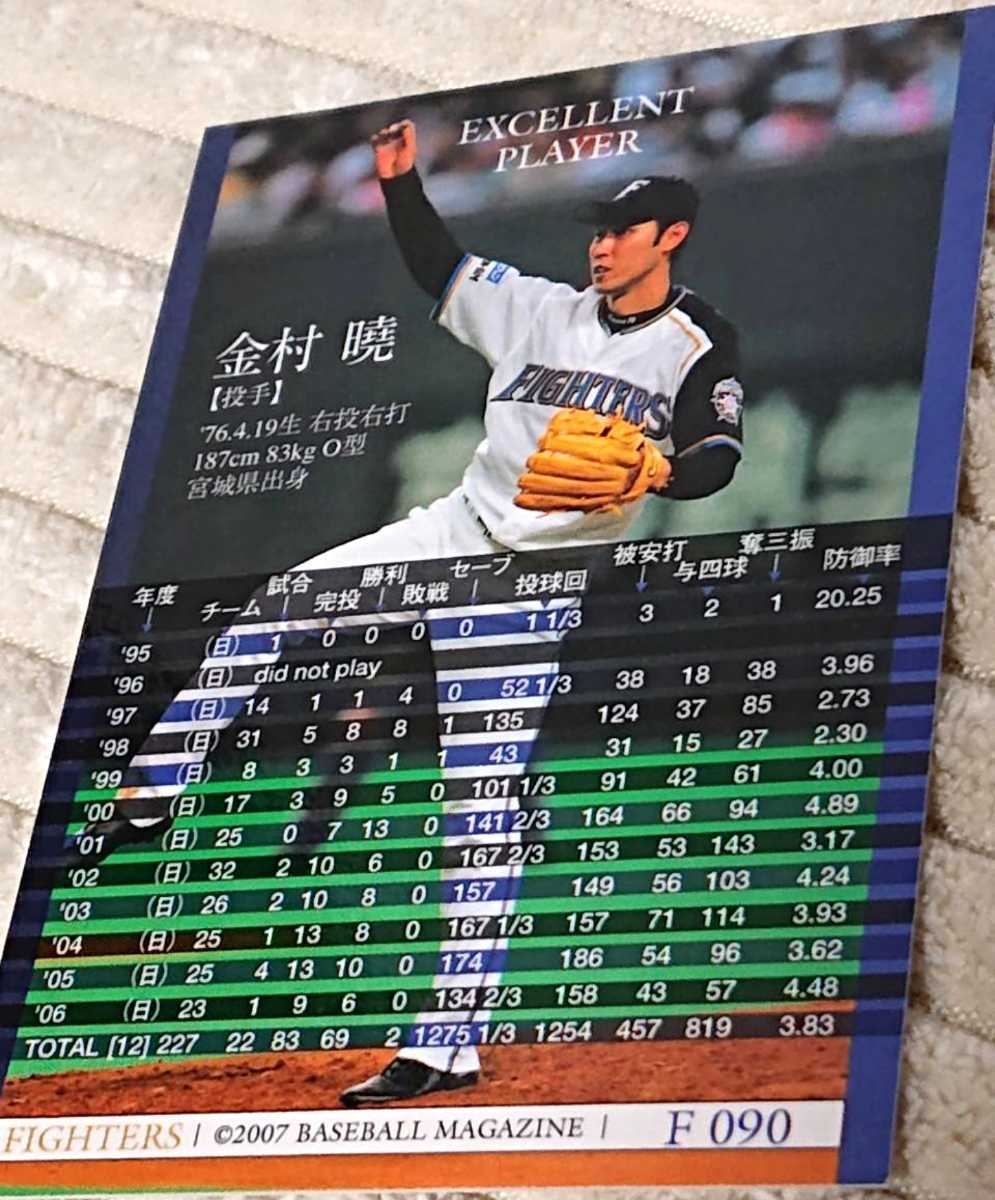 EXCELLENT
PLAYER
金村 曉
【投手】
'76.4.19生 右投右打
187cm 83kg O型
宮城県出身
FIGHTERS
年度 チーム 試合 完投 勝利 敗戦 セーブ 投球回 被安打 与四球 奪三振 防御率
'95 (日) 1 0 0 0 0 1 1/3 3 2 1 20.25
'96 (日) did not play
'97 (日) 14 1 1 4 0 52 1/3 38 18 38 3.96
'98 (日) 31 5 8 8 1 135 124 37 85 2.73
'99 (日) 8 3 3 1 1 43 31 15 27 2.30
'00 (日) 17 3 9 5 0 101 1/3 91 42 61 4.00
'01 (日) 25 0 7 13 0 141 2/3 164 66 94 4.89
'02 (日) 32 2 10 6 0 167 2/3 153 53 143 3.17
'03 (日) 26 2 10 8 0 157 149 56 103 4.24
'04 (日) 25 1 13 8 0 167 1/3 157 71 114 3.93
'05 (日) 25 4 13 10 0 174 186 54 96 3.62
'06 (日) 23 1 9 6 0 134 2/3 158 43 57 4.48
TOTAL [12] 227 22 83 69 2 1275 1/3 1254 457 819 3.83
FIGHTERS | ©2007 BASEBALL MAGAZINE | F 090